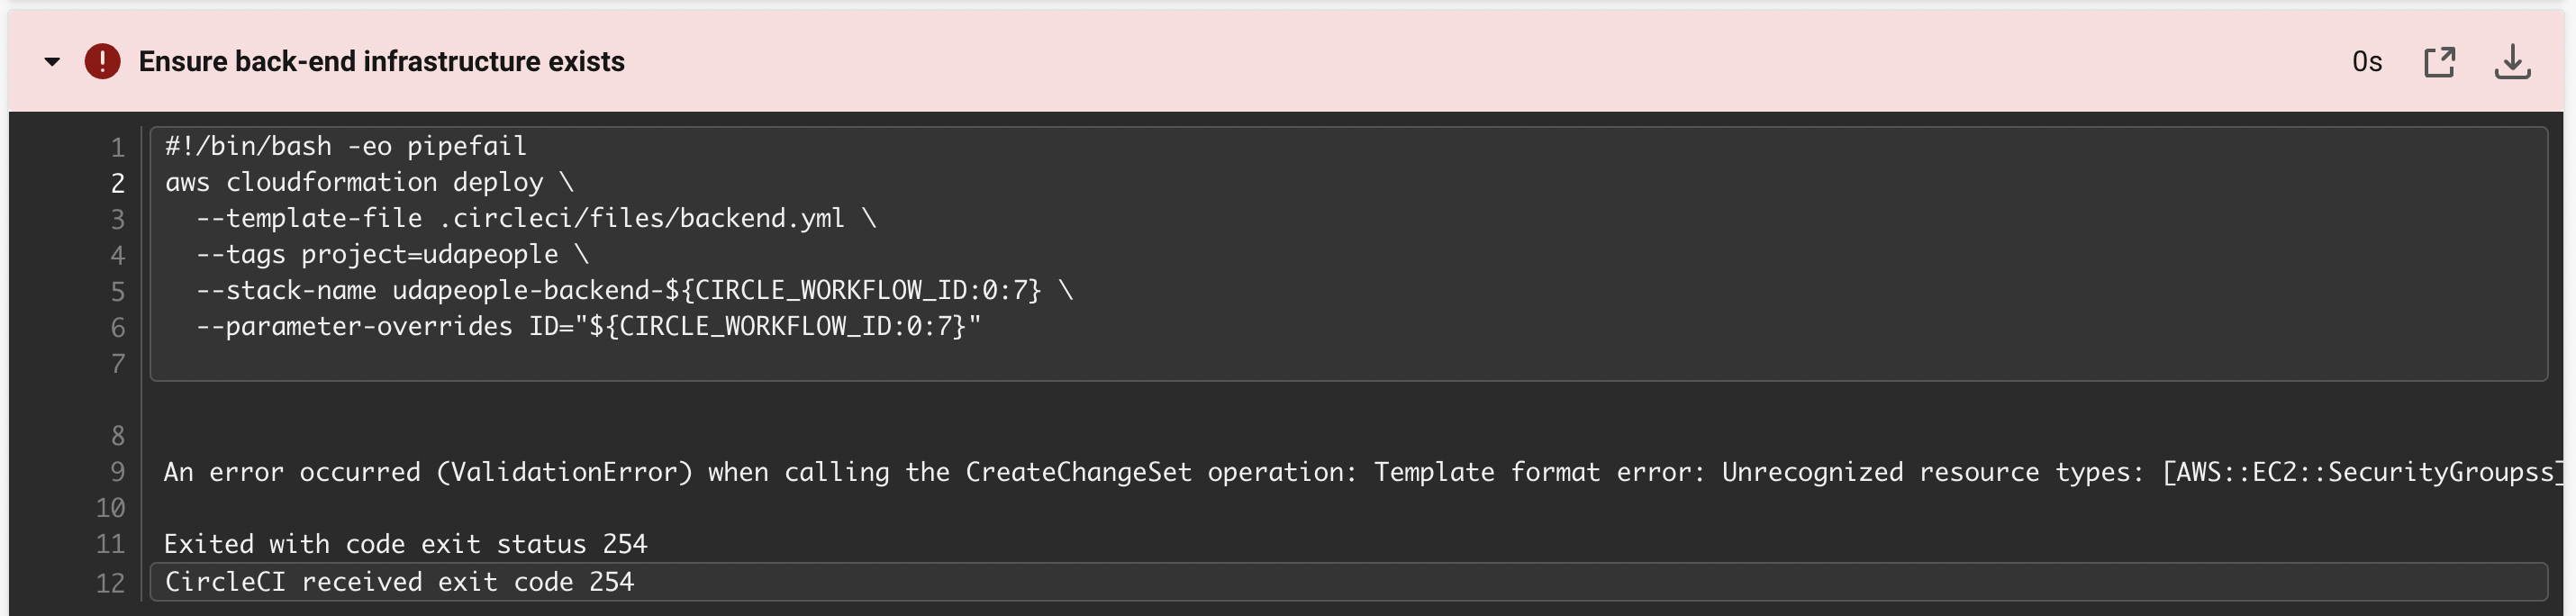 Ensure back-end infrastructure exists 0s
1 #!/bin/bash -eo pipefail
2 aws cloudformation deploy \
3   --template-file .circleci/files/backend.yml \
4   --tags project=udapeople \
5   --stack-name udapeople-backend-${CIRCLE_WORKFLOW_ID:0:7} \
6   --parameter-overrides ID="${CIRCLE_WORKFLOW_ID:0:7}"
7
8
9 An error occurred (ValidationError) when calling the CreateChangeSet operation: Template format error: Unrecognized resource types: [AWS::EC2::SecurityGroupss]
10
11 Exited with code exit status 254
12 CircleCI received exit code 254